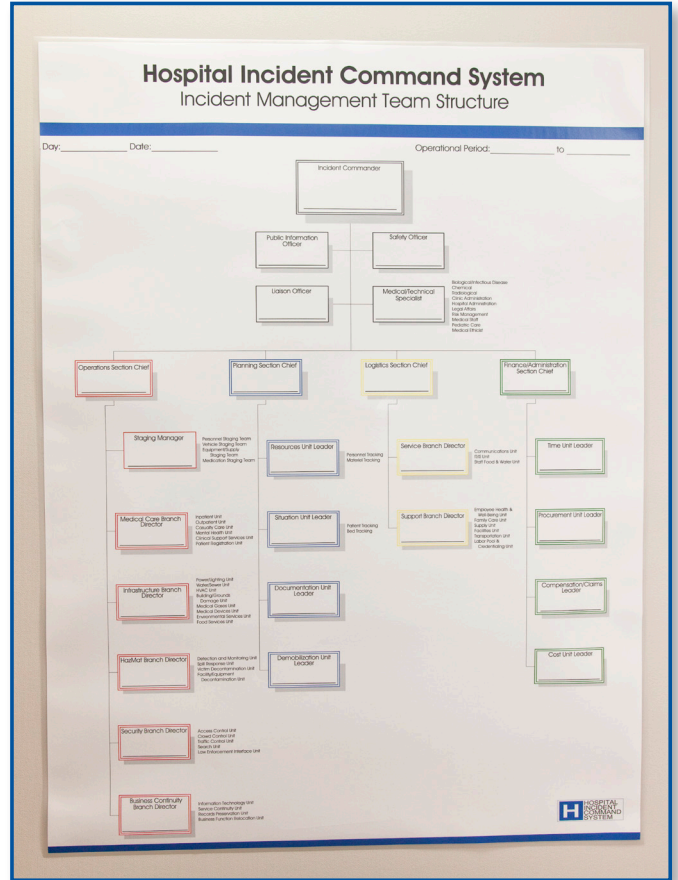 Hospital Incident Command System
Incident Management Team Structure
Day: Date: Operational Period: to
Incident Commander
Public Information
Officer
Safety Officer
Liaison Officer
Medical/Technical
Specialist
Biological/Infectious Disease
Chemical
Radiological
Clinic Administration
Hospital Administration
Legal Affairs
Risk Management
Medical Staff
Pediatric Care
Medical Ethicist
Operations Section Chief
Planning Section Chief
Logistics Section Chief
Finance/Administration
Section Chief
Staging Manager
Personnel Staging Team
Vehicle Staging Team
Equipment/Supply
Staging Team
Medication Staging Team
Medical Care Branch
Director
Inpatient Unit
Outpatient Unit
Casualty Care Unit
Mental Health Unit
Clinical Support Services Unit
Patient Registration Unit
Infrastructure Branch
Director
Power/Lighting Unit
Water/Sewer Unit
HVAC Unit
Building/Grounds
Damage Unit
Medical Gases Unit
Medical Devices Unit
Environmental Services Unit
Food Services Unit
HazMat Branch Director
Detection and Monitoring Unit
Spill Response Unit
Victim Decontamination Unit
Facility/Equipment
Decontamination Unit
Security Branch Director
Access Control Unit
Crowd Control Unit
Traffic Control Unit
Search Unit
Law Enforcement Interface Unit
Business Continuity
Branch Director
Information Technology Unit
Service Continuity Unit
Records Preservation Unit
Business Function Relocation Unit
Resources Unit Leader
Personnel Tracking
Material Tracking
Situation Unit Leader
Patient Tracking
Bed Tracking
Documentation Unit
Leader
Demobilization Unit
Leader
Service Branch Director
Communications Unit
IT/IS Unit
Staff Food & Water Unit
Support Branch Director
Employee Health &
Well-Being Unit
Family Care Unit
Supply Unit
Facilities Unit
Transportation Unit
Labor Pool &
Credentialing Unit
Time Unit Leader
Procurement Unit Leader
Compensation/Claims
Leader
Cost Unit Leader
H HOSPITAL
INCIDENT
COMMAND
SYSTEM